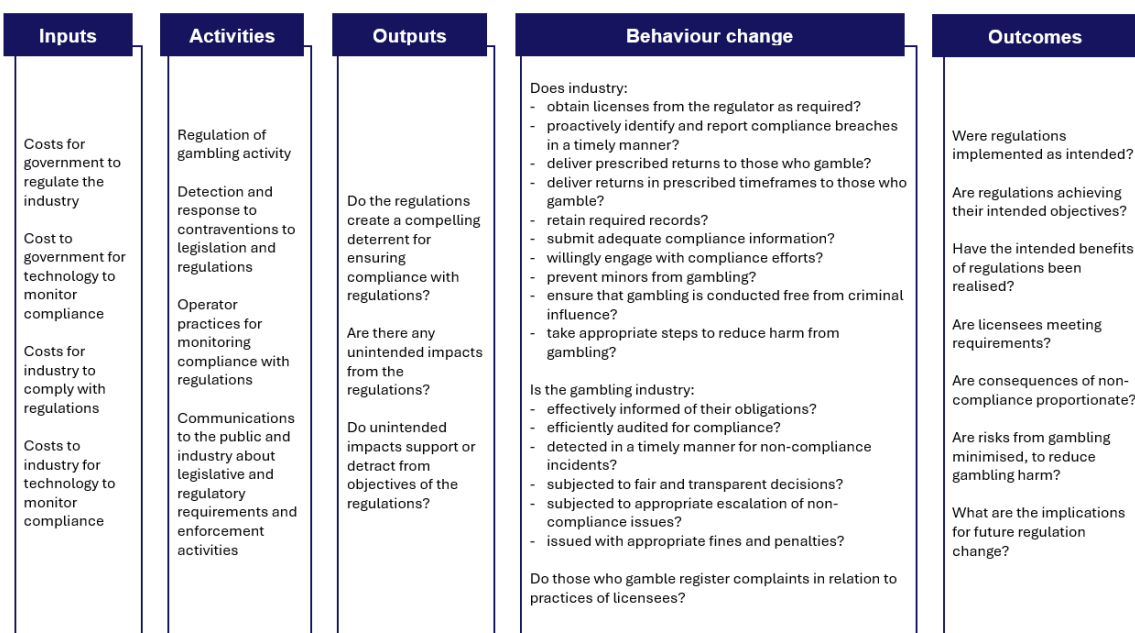 Inputs
Costs for
government to
regulate the
industry
Cost to
government for
technology to
monitor
compliance
Costs for
industry to
comply with
regulations
Costs to
industry for
technology to
monitor
compliance
Activities
Regulation of
gambling activity
Detection and
response to
contraventions to
legislation and
regulations
Operator
practices for
monitoring
compliance with
regulations
Communications
to the public and
industry about
legislative and
regulatory
requirements and
enforcement
activities
Outputs
Do the regulations
create a compelling
deterrent for
ensuring
compliance with
regulations?
Are there any
unintended impacts
from the
regulations?
Do unintended
impacts support or
detract from
objectives of the
regulations?
Behaviour change
Does industry:
- obtain licenses from the regulator as required?
- proactively identify and report compliance breaches
in a timely manner?
- deliver prescribed returns to those who gamble?
- deliver returns in prescribed timeframes to those who
gamble?
- retain required records?
- submit adequate compliance information?
- willingly engage with compliance efforts?
- prevent minors from gambling?
- ensure that gambling is conducted free from criminal
influence?
- take appropriate steps to reduce harm from
gambling?
Is the gambling industry:
- effectively informed of their obligations?
- efficiently audited for compliance?
- detected in a timely manner for non-compliance
incidents?
- subjected to fair and transparent decisions?
- subjected to appropriate escalation of non-
compliance issues?
- issued with appropriate fines and penalties?
Do those who gamble register complaints in relation to
practices of licensees?
Outcomes
Were regulations
implemented as intended?
Are regulations achieving
their intended objectives?
Have the intended benefits
of regulations been
realised?
Are licensees meeting
requirements?
Are consequences of non-
compliance proportionate?
Are risks from gambling
minimised, to reduce
gambling harm?
What are the implications
for future regulation
change?